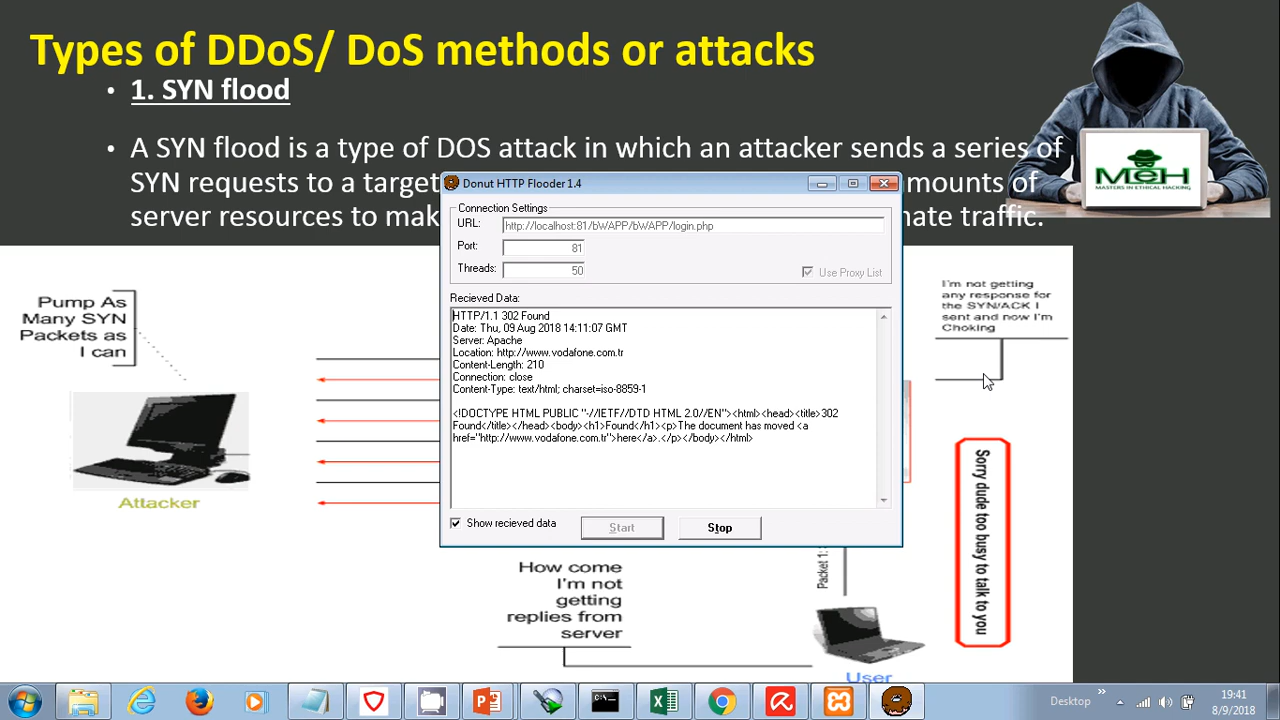 Types of DDoS/ DoS methods or attacks
• 1. SYN flood
• A SYN flood is a type of DOS attack in which an attacker sends a series of
SYN requests to a target
mounts of
server resources to mak
nate traffic.
MEH
MASTERS IN ETHICAL HACKING
Donut HTTP Flooder 1.4
Connection Settings
URL: http://localhost:81/bWAPP/bWAPP/login.php
Port: 81
Threads: 50
Use Proxy List
Recieved Data:
HTTP/1.1 302 Found
Date: Thu, 09 Aug 2018 14:11:07 GMT
Server: Apache
Location: http://www.vodafone.com.tr
Content-Length: 210
Connection: close
Content-Type: text/html; charset=iso-8859-1
<!DOCTYPE HTML PUBLIC "-//IETF//DTD HTML 2.0//EN"><html><head><title>302
Found</title></head><body><h1>Found</h1><p>The document has moved <a
href="http://www.vodafone.com.tr">here</a>.</p></body></html>
Show recieved data
Start
Stop
Pump As
Many SYN
Packets as
I can
Attacker
I'm not getting
any response for
the SYN/ACK I
sent and now I'm
Choking
Sorry dude too busy to talk to you
How come
I'm not
getting
replies from
server
Packet 1:
User
Desktop
19:41
8/9/2018